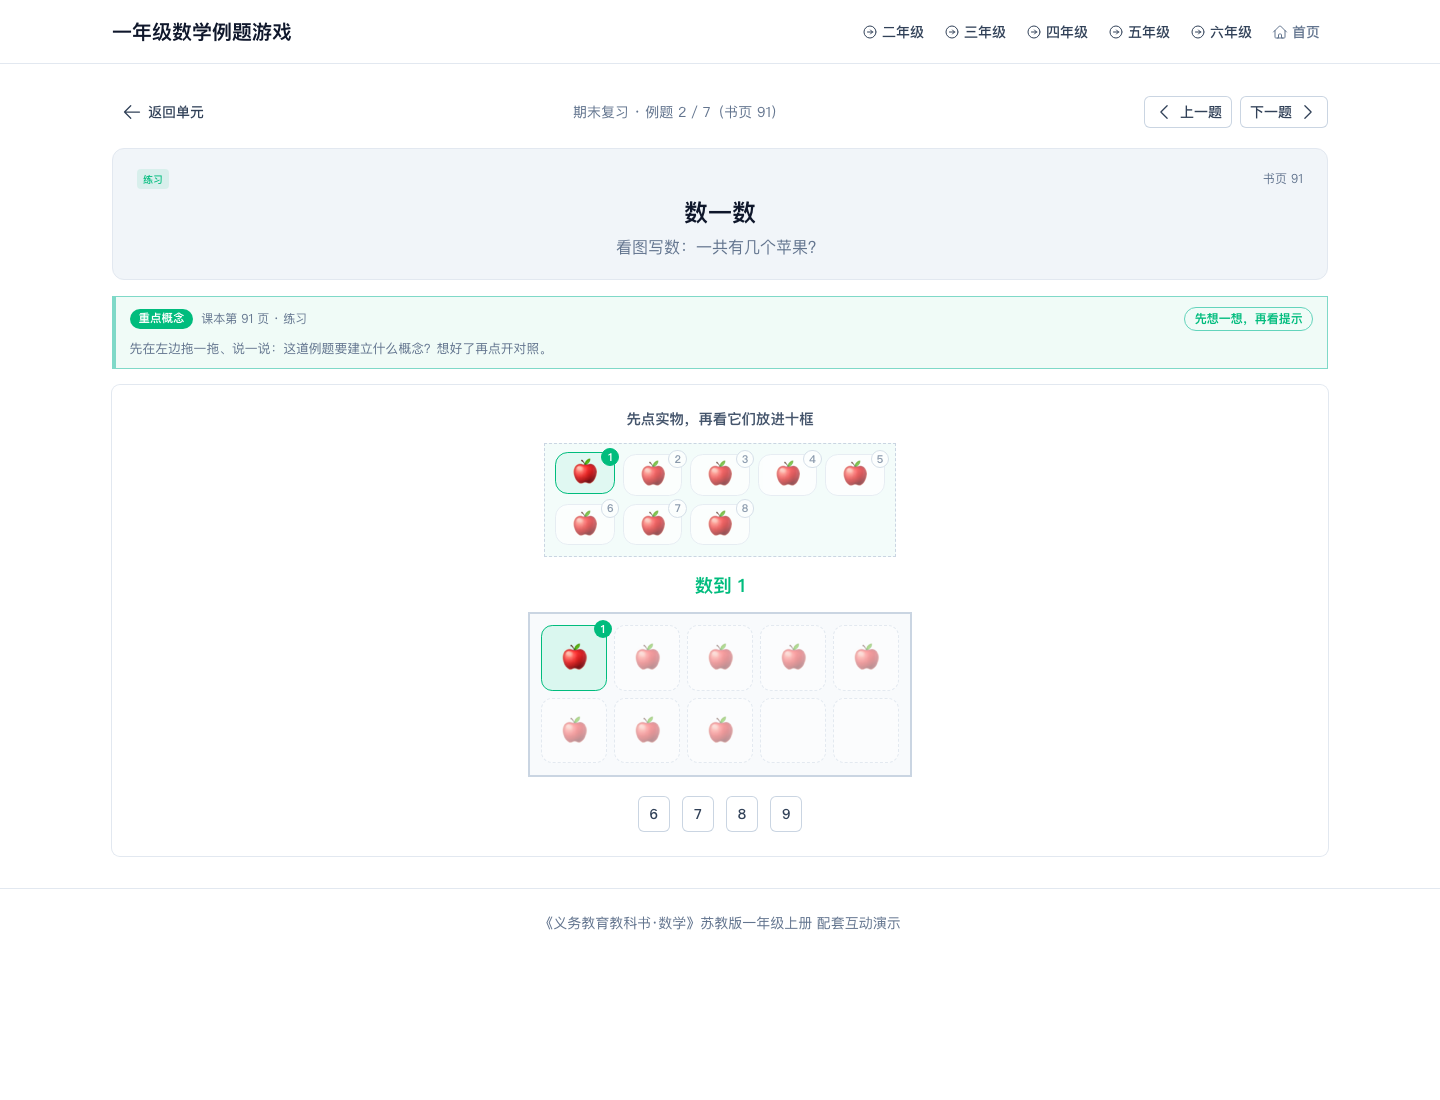 一年级数学例题游戏
二年级 三年级 四年级 五年级 六年级 首页
返回单元
期末复习 · 例题 2 / 7（书页 91）
上一题 下一题
练习
书页 91
数一数
看图写数：一共有几个苹果？
重点概念 课本第 91 页 · 练习
先想一想，再看提示
先在左边拖一拖、说一说：这道例题要建立什么概念？想好了再点开对照。
先点实物，再看它们放进十框
1 2 3 4 5
6 7 8
数到 1
1
6 7 8 9
《义务教育教科书·数学》苏教版一年级上册 配套互动演示